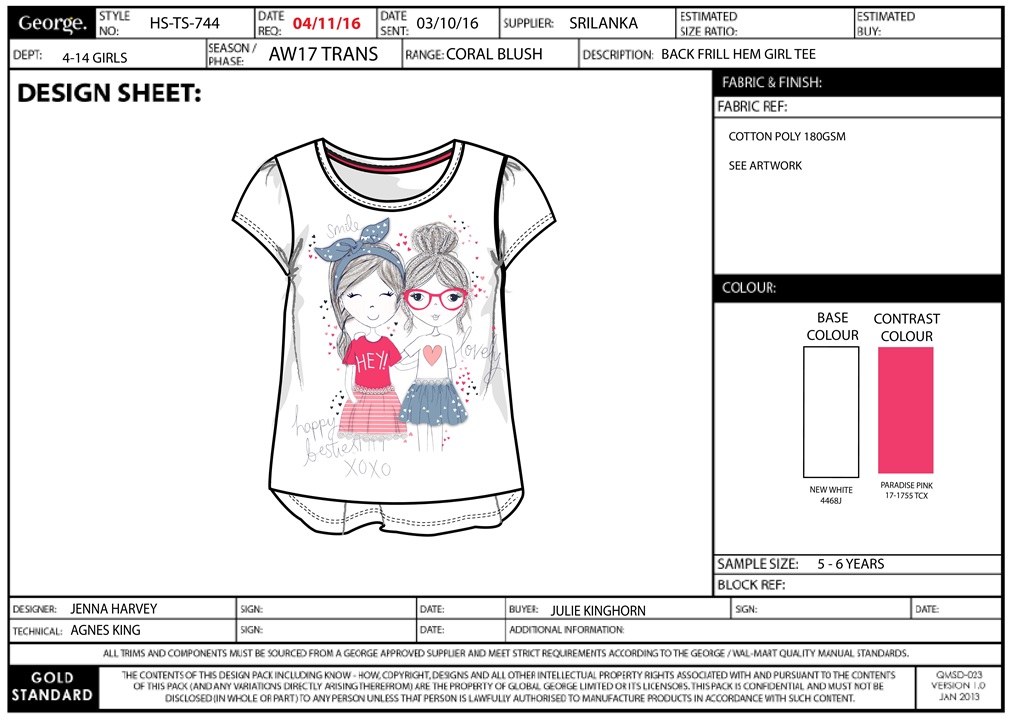 George.
STYLE NO: HS-TS-744
DATE REQ: 04/11/16
DATE SENT: 03/10/16
SUPPLIER: SRILANKA
ESTIMATED SIZE RATIO:
ESTIMATED BUY:
DEPT: 4-14 GIRLS
SEASON / PHASE: AW17 TRANS
RANGE: CORAL BLUSH
DESCRIPTION: BACK FRILL HEM GIRL TEE
DESIGN SHEET:
smile
HEY!
lovely
happy
besties
XOXO
FABRIC & FINISH:
FABRIC REF:
COTTON POLY 180GSM
SEE ARTWORK
COLOUR:
BASE
COLOUR
CONTRAST
COLOUR
NEW WHITE
4468J
PARADISE PINK
17-1755 TCX
SAMPLE SIZE: 5 - 6 YEARS
BLOCK REF:
DESIGNER: JENNA HARVEY SIGN: DATE: BUYER: JULIE KINGHORN SIGN: DATE:
TECHNICAL: AGNES KING SIGN: DATE: ADDITIONAL INFORMATION:
ALL TRIMS AND COMPONENTS MUST BE SOURCED FROM A GEORGE APPROVED SUPPLIER AND MEET STRICT REQUIREMENTS ACCORDING TO THE GEORGE / WAL-MART QUALITY MANUAL STANDARDS.
GOLD
STANDARD
THE CONTENTS OF THIS DESIGN PACK INCLUDING KNOW - HOW, COPYRIGHT, DESIGNS AND ALL OTHER INTELLECTUAL PROPERTY RIGHTS ASSOCIATED WITH AND PURSUANT TO THE CONTENTS
OF THIS PACK (AND ANY VARIATIONS DIRECTLY ARISING THEREFROM) ARE THE PROPERTY OF GLOBAL GEORGE LIMITED OR ITS LICENSORS. THIS PACK IS CONFIDENTIAL AND MUST NOT BE
DISCLOSED (IN WHOLE OR PART) TO ANY PERSON UNLESS THAT PERSON IS LAWFULLY AUTHORISED TO MANUFACTURE PRODUCTS IN ACCORDANCE WITH SUCH CONTENT.
QMSD-023
VERSION 1.0
JAN 2013